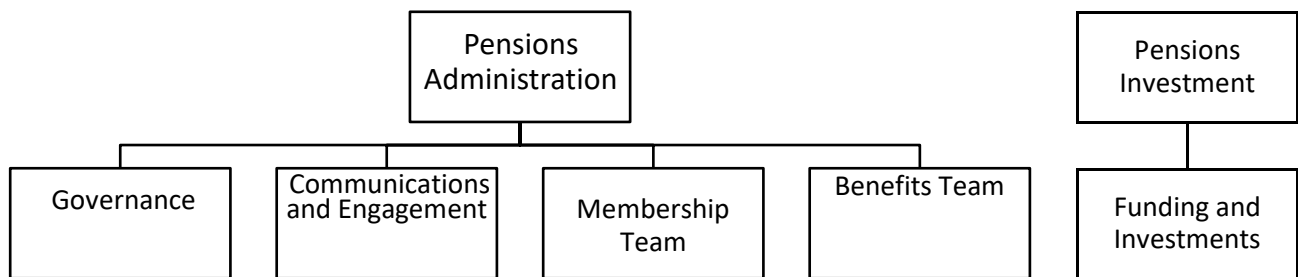 Pensions
Administration
Pensions
Investment
Governance
Communications
and Engagement
Membership
Team
Benefits Team
Funding and
Investments